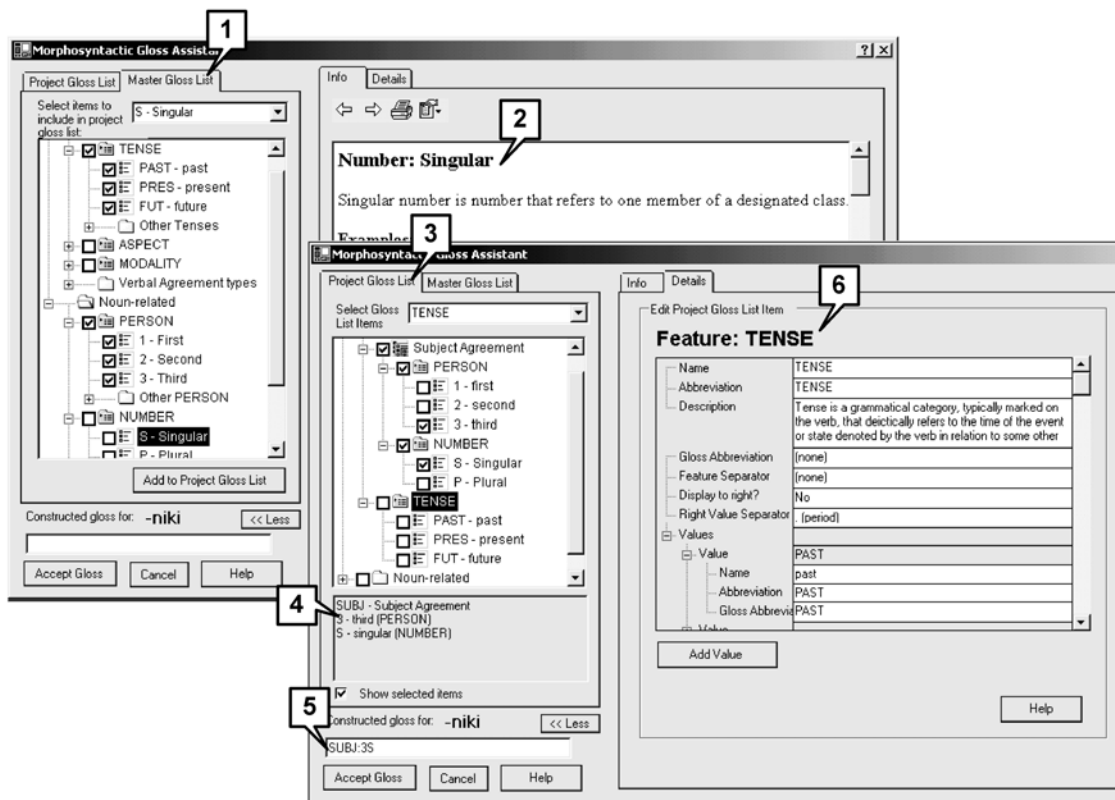 1
Morphosyntactic Gloss Assistant
Project Gloss List
Master Gloss List
Select items to
include in project
gloss list:
S - Singular
TENSE
PAST - past
PRES - present
FUT - future
Other Tenses
ASPECT
MODALITY
Verbal Agreement types
Noun-related
PERSON
1 - First
2 - Second
3 - Third
Other PERSON
NUMBER
S - Singular
P - Plural
Add to Project Gloss List
Constructed gloss for: -niki
<< Less
Accept Gloss
Cancel
Help
Info
Details
2
Number: Singular
Singular number is number that refers to one member of a designated class.
Examples
3
Morphosyntactic Gloss Assistant
Project Gloss List
Master Gloss List
Select Gloss
List Items
TENSE
Subject Agreement
PERSON
1 - first
2 - second
3 - third
NUMBER
S - Singular
P - Plural
TENSE
PAST - past
PRES - present
FUT - future
Noun-related
4
SUBJ - Subject Agreement
3 - third (PERSON)
S - singular (NUMBER)
Show selected items
5
Constructed gloss for: -niki
<< Less
SUBJ:3S
Accept Gloss
Cancel
Help
Info
Details
6
Edit Project Gloss List Item
Feature: TENSE
Name TENSE
Abbreviation TENSE
Description Tense is a grammatical category, typically marked on
the verb, that deictically refers to the time of the event
or state denoted by the verb in relation to some other
Gloss Abbreviation (none)
Feature Separator (none)
Display to right? No
Right Value Separator . (period)
Values
Value PAST
Name past
Abbreviation PAST
Gloss Abbrevia PAST
Value
Add Value
Help